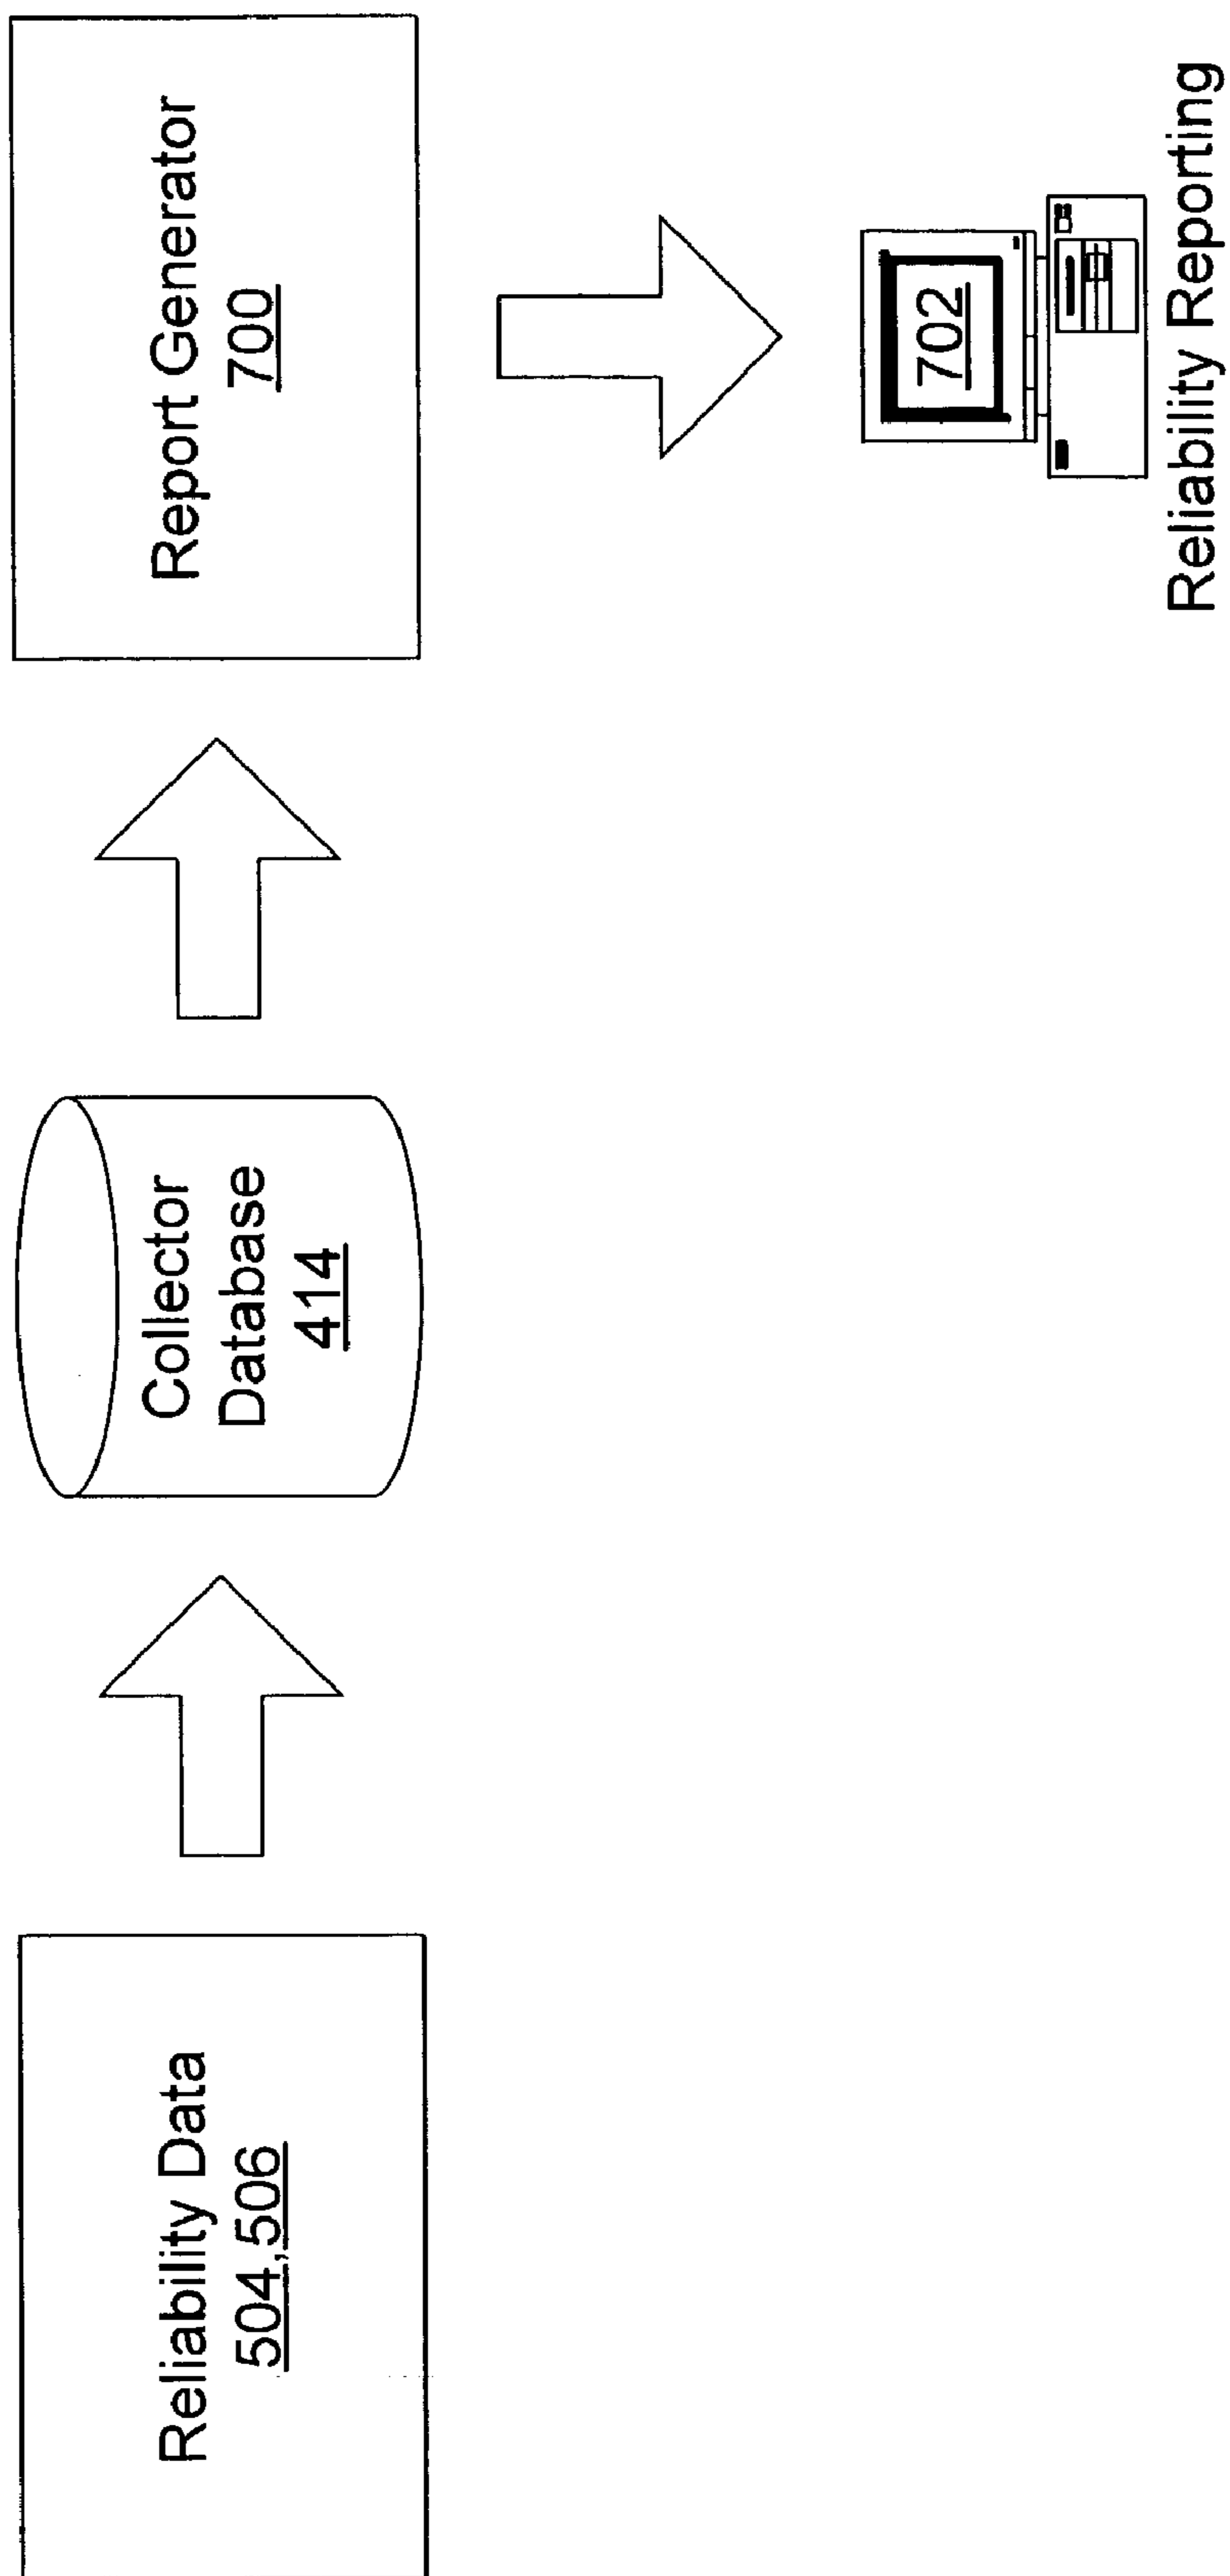 Reliability Data
504,506
Collector
Database
414
Report Generator
700
702
Reliability Reporting